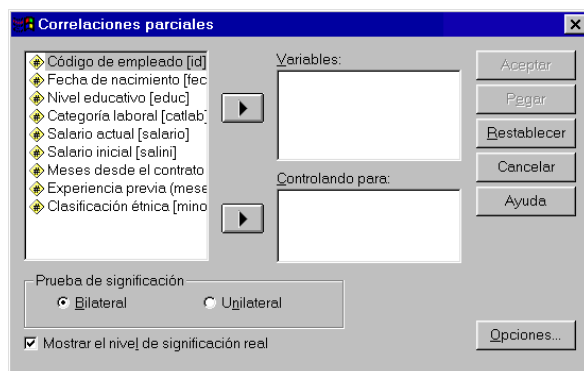 Correlaciones parciales
Código de empleado [id]
Fecha de nacimiento [fec
Nivel educativo [educ]
Categoría laboral [catlab]
Salario actual [salario]
Salario inicial [salini]
Meses desde el contrato
Experiencia previa (mese
Clasificación étnica [mino
Variables:
Controlando para:
Aceptar
Pegar
Restablecer
Cancelar
Ayuda
Prueba de significación
Bilateral
Unilateral
Mostrar el nivel de significación real
Opciones...